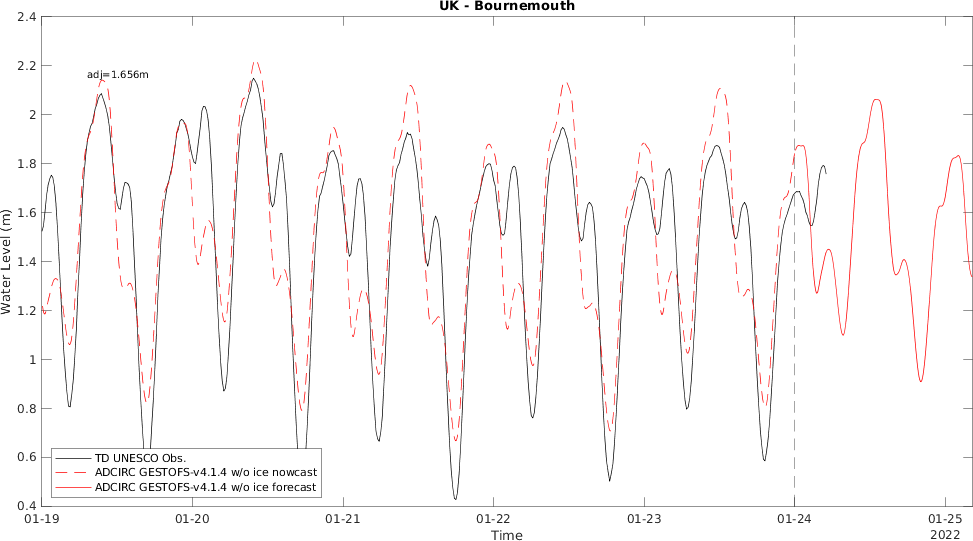 UK - Bournemouth
2.4
2.2
2
1.8
1.6
1.4
1.2
1
0.8
0.6
0.4
Water Level (m)
adj=1.656m
TD UNESCO Obs.
ADCIRC GESTOFS-v4.1.4 w/o ice nowcast
ADCIRC GESTOFS-v4.1.4 w/o ice forecast
01-19 01-20 01-21 01-22 01-23 01-24 01-25
Time
2022